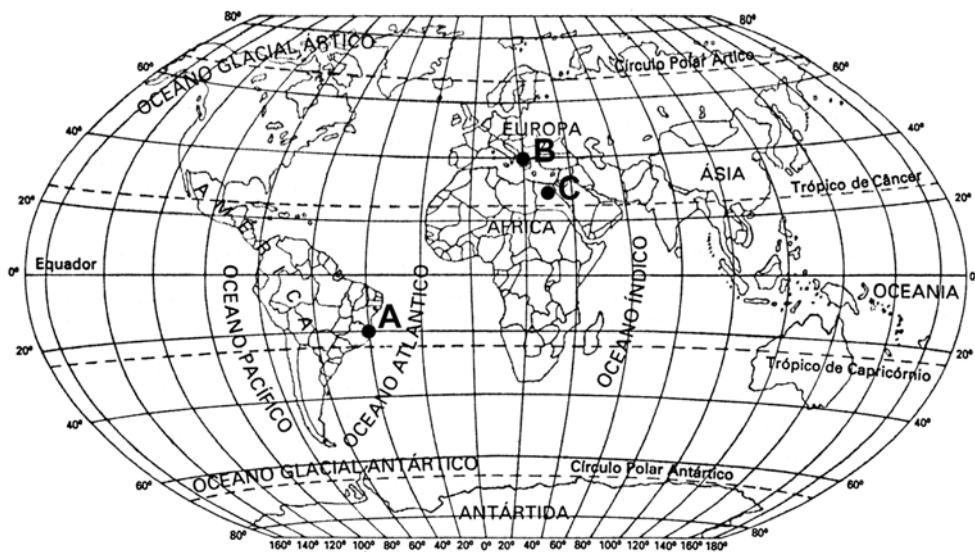 80° 80°
60° 60°
40° 40°
20° 20°
0° 0°
20° 20°
40° 40°
60° 60°
80° 80°
OCEANO GLACIAL ÁRTICO
Círculo Polar Ártico
EUROPA
B
ÁSIA
C
Trópico de Câncer
AMÉRICA
ÁFRICA
Equador
OCEANO PACÍFICO
OCEANO ATLÂNTICO
OCEANO ÍNDICO
OCEANIA
A
Trópico de Capricórnio
OCEANO GLACIAL ANTÁRTICO
Círculo Polar Antártico
ANTÁRTIDA
160° 140° 120° 100° 80° 60° 40° 20° 0° 20° 40° 60° 80° 100° 120° 140° 160° 180°